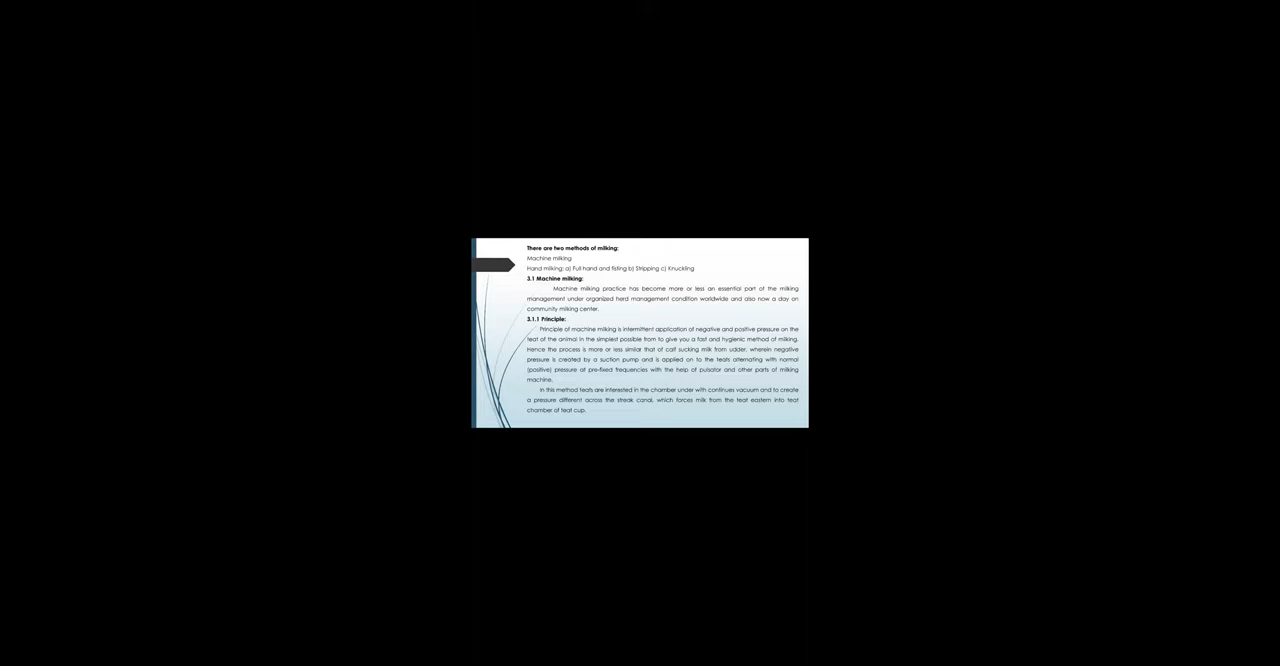 There are two methods of milking:
Machine milking
Hand milking: a) Full hand and fisting b) Stripping c) Knuckling
3.1 Machine milking:
Machine milking practice has become more or less an essential part of the milking
management under organized herd management condition worldwide and also now a day on
community milking center.
3.1.1 Principle:
Principle of machine milking is intermittent application of negative and positive pressure on the
teat of the animal in the simplest possible from to give you a fast and hygienic method of milking.
Hence the process is more or less similar that of calf sucking milk from udder, wherein negative
pressure is created by a suction pump and is applied on to the teats alternating with normal
(positive) pressure at pre-fixed frequencies with the help of pulsator and other parts of milking
machine.
In this method teats are interested in the chamber under with continues vacuum and to create
a pressure different across the streak canal, which forces milk from the teat eastern into teat
chamber of teat cup.